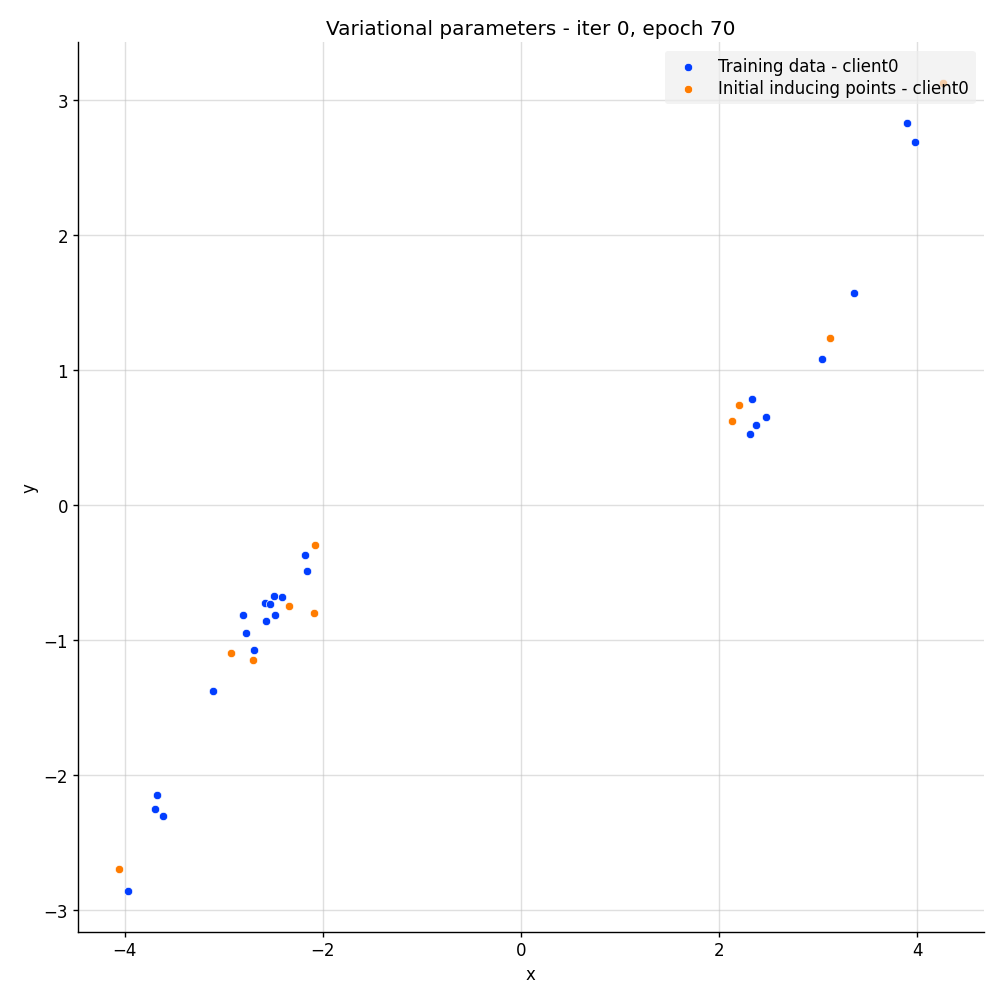 Variational parameters - iter 0, epoch 70
Training data - client0
Initial inducing points - client0
3
2
1
0
−1
−2
−3
y
−4
−2
0
2
4
x